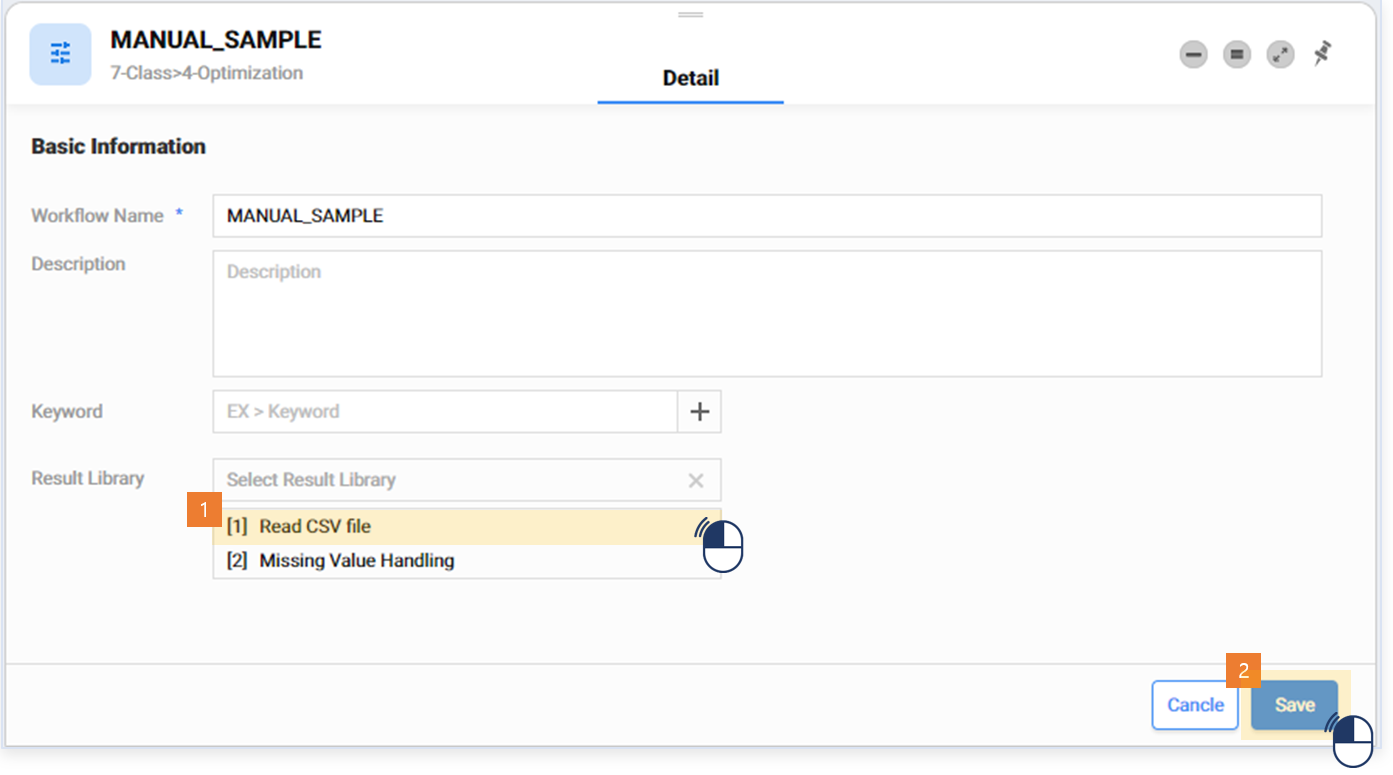 MANUAL_SAMPLE
7-Class>4-Optimization
Detail
Basic Information
Workflow Name *
MANUAL_SAMPLE
Description
Description
Keyword
EX > Keyword
Result Library
Select Result Library
1
[1] Read CSV file
[2] Missing Value Handling
2
Cancle
Save